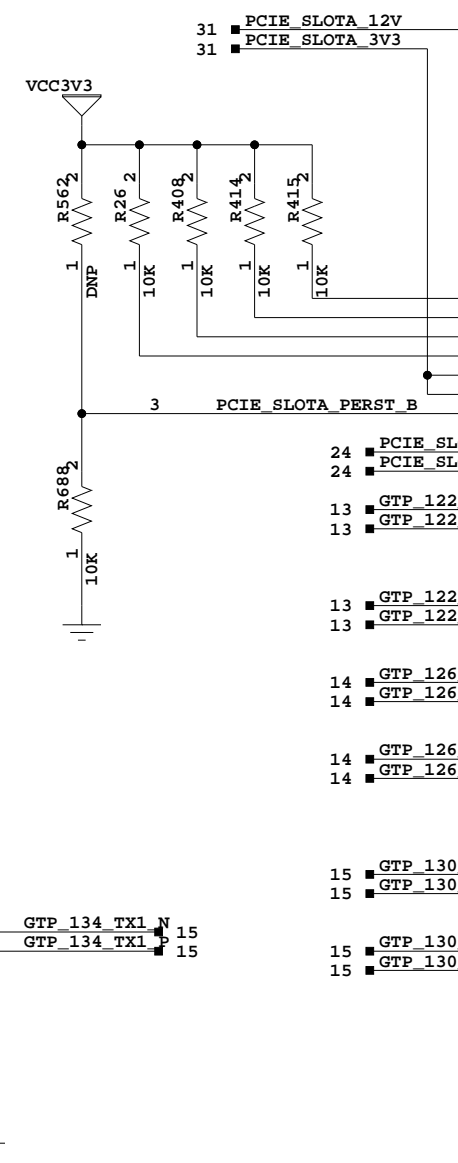 31 PCIE_SLOTA_12V
31 PCIE_SLOTA_3V3
VCC3V3
R562 2 1 DNP
R26 2 1 10K
R408 2 1 10K
R414 2 1 10K
R415 2 1 10K
3 PCIE_SLOTA_PERST_B
24 PCIE_SL
24 PCIE_SL
R688 2 1 10K
13 GTP_122
13 GTP_122
13 GTP_122
13 GTP_122
14 GTP_126
14 GTP_126
14 GTP_126
14 GTP_126
15 GTP_130
15 GTP_130
GTP_134_TX1_N 15
GTP_134_TX1_P 15
15 GTP_130
15 GTP_130